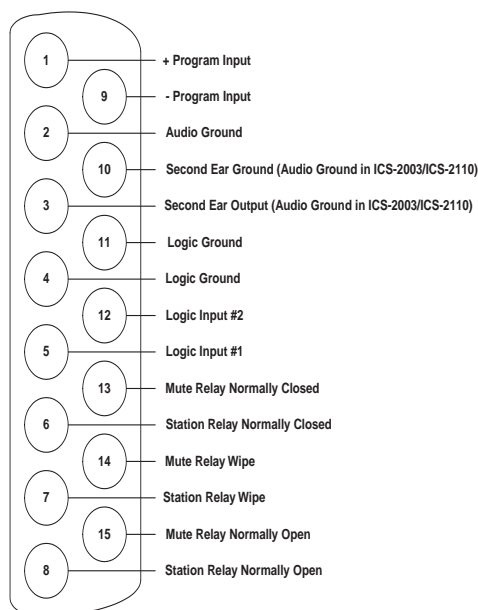 1 + Program Input
9 - Program Input
2 Audio Ground
10 Second Ear Ground (Audio Ground in ICS-2003/ICS-2110)
3 Second Ear Output (Audio Ground in ICS-2003/ICS-2110)
11 Logic Ground
4 Logic Ground
12 Logic Input #2
5 Logic Input #1
13 Mute Relay Normally Closed
6 Station Relay Normally Closed
14 Mute Relay Wipe
7 Station Relay Wipe
15 Mute Relay Normally Open
8 Station Relay Normally Open